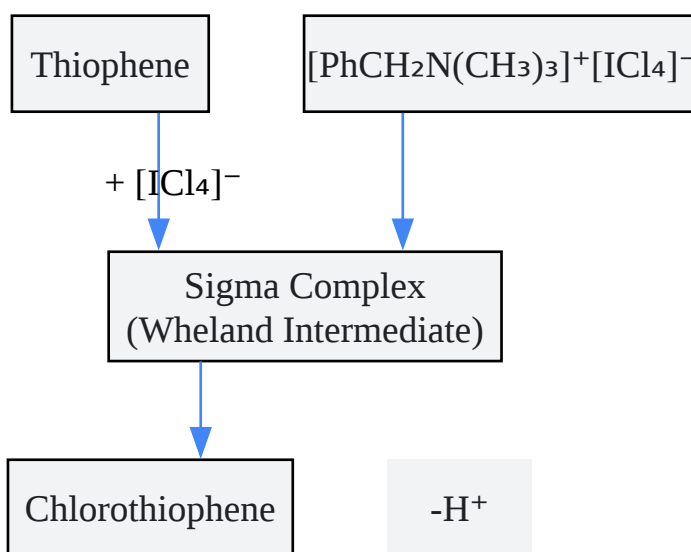 Thiophene
[PhCH₂N(CH₃)₃]⁺[ICl₄]⁻
+ [ICl₄]⁻
Sigma Complex
(Wheland Intermediate)
Chlorothiophene
-H⁺